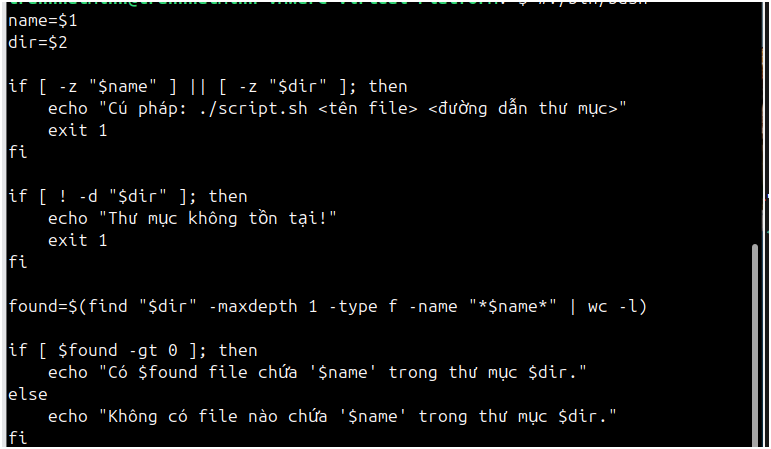 name=$1
dir=$2
if [ -z "$name" ] || [ -z "$dir" ]; then
    echo "Cú pháp: ./script.sh <tên file> <đường dẫn thư mục>"
    exit 1
fi
if [ ! -d "$dir" ]; then
    echo "Thư mục không tồn tại!"
    exit 1
fi
found=$(find "$dir" -maxdepth 1 -type f -name "*$name*" | wc -l)
if [ $found -gt 0 ]; then
    echo "Có $found file chứa '$name' trong thư mục $dir."
else
    echo "Không có file nào chứa '$name' trong thư mục $dir."
fi